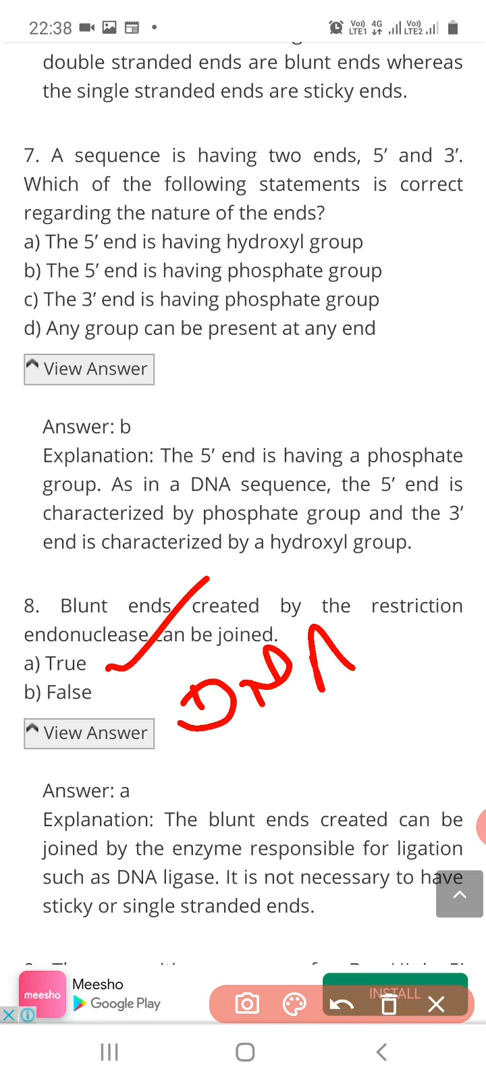 22:38
Vo)) 4G Vo))
LTE1 LTE2
double stranded ends are blunt ends whereas
the single stranded ends are sticky ends.
7. A sequence is having two ends, 5’ and 3’.
Which of the following statements is correct
regarding the nature of the ends?
a) The 5’ end is having hydroxyl group
b) The 5’ end is having phosphate group
c) The 3’ end is having phosphate group
d) Any group can be present at any end
View Answer
Answer: b
Explanation: The 5’ end is having a phosphate
group. As in a DNA sequence, the 5’ end is
characterized by phosphate group and the 3’
end is characterized by a hydroxyl group.
8. Blunt ends created by the restriction
endonuclease can be joined.
a) True
DNA
b) False
View Answer
Answer: a
Explanation: The blunt ends created can be
joined by the enzyme responsible for ligation
such as DNA ligase. It is not necessary to have
sticky or single stranded ends.
meesho
Meesho
Google Play
INSTALL